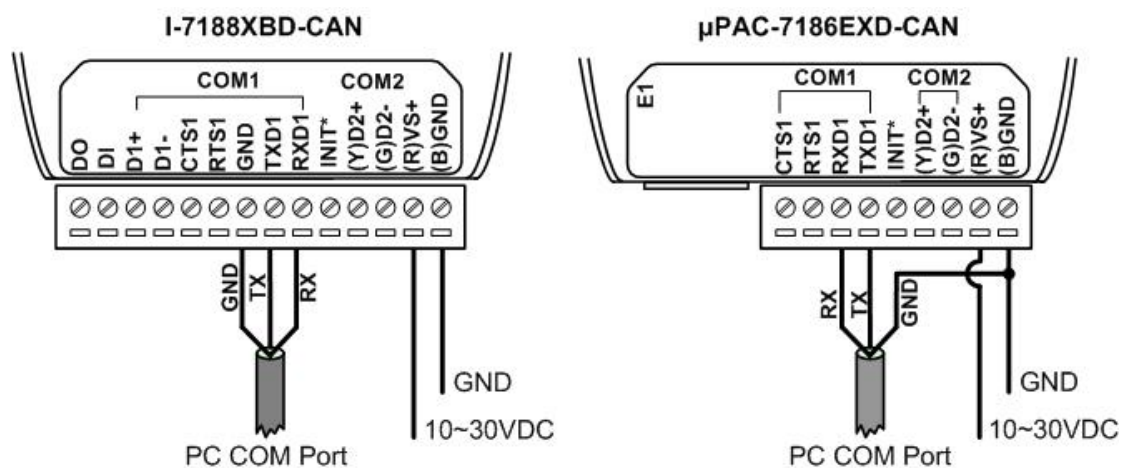 I-7188XBD-CAN
COM1
COM2
DO
DI
D1+
D1-
CTS1
RTS1
GND
TXD1
RXD1
INIT*
(Y)D2+
(G)D2-
(R)VS+
(B)GND
GND
TX
RX
GND
10~30VDC
PC COM Port
µPAC-7186EXD-CAN
E1
COM1
COM2
CTS1
RTS1
RXD1
TXD1
INIT*
(Y)D2+
(G)D2-
(R)VS+
(B)GND
RX
TX
GND
GND
10~30VDC
PC COM Port